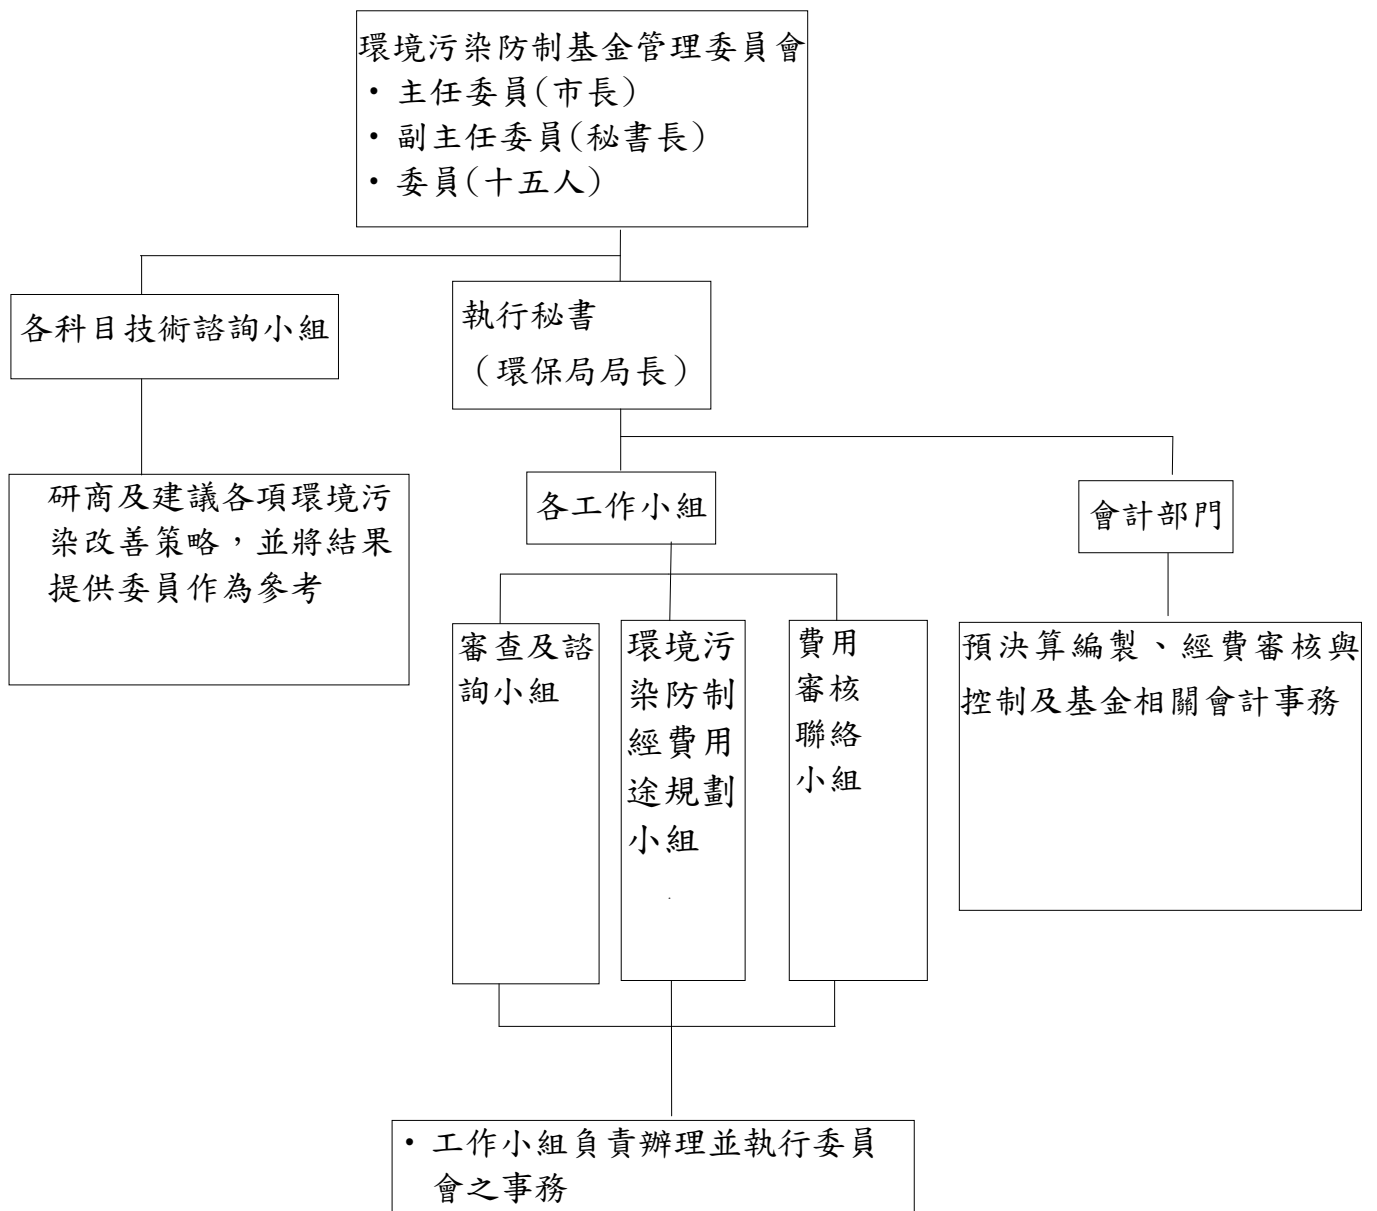 環境污染防制基金管理委員會
・主任委員(市長)
・副主任委員(秘書長)
・委員(十五人)
各科目技術諮詢小組
執行秘書
（環保局局長）
研商及建議各項環境污
染改善策略，並將結果
提供委員作為參考
各工作小組
會計部門
審查及諮
詢小組
環境污
染防制
經費用
途規劃
小組
費用
審核
聯絡
小組
預決算編製、經費審核與
控制及基金相關會計事務
・工作小組負責辦理並執行委員
會之事務